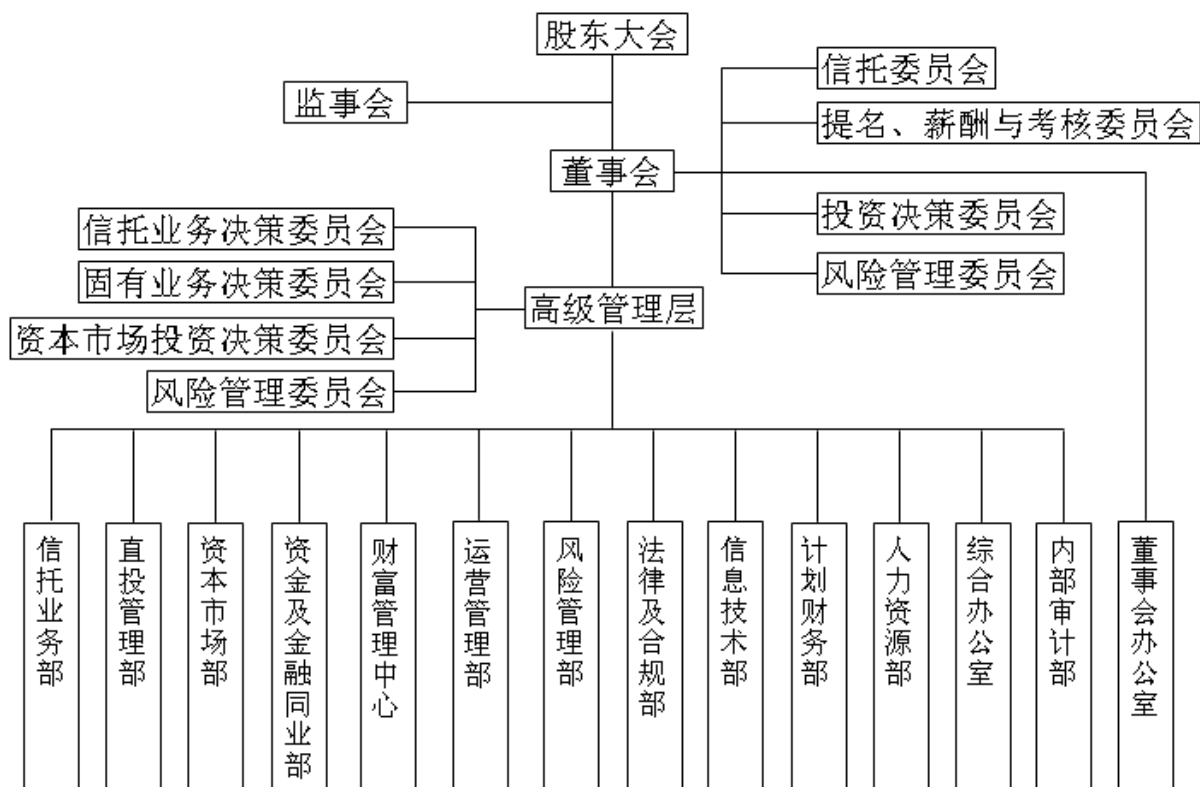 股东大会
监事会
信托委员会
提名、薪酬与考核委员会
董事会
投资决策委员会
信托业务决策委员会
风险管理委员会
固有业务决策委员会
高级管理层
资本市场投资决策委员会
风险管理委员会
信托业务部
直投管理部
资本市场部
资金及金融同业部
财富管理中心
运营管理部
风险管理部
法律及合规部
信息技术部
计划财务部
人力资源部
综合办公室
内部审计部
董事会办公室